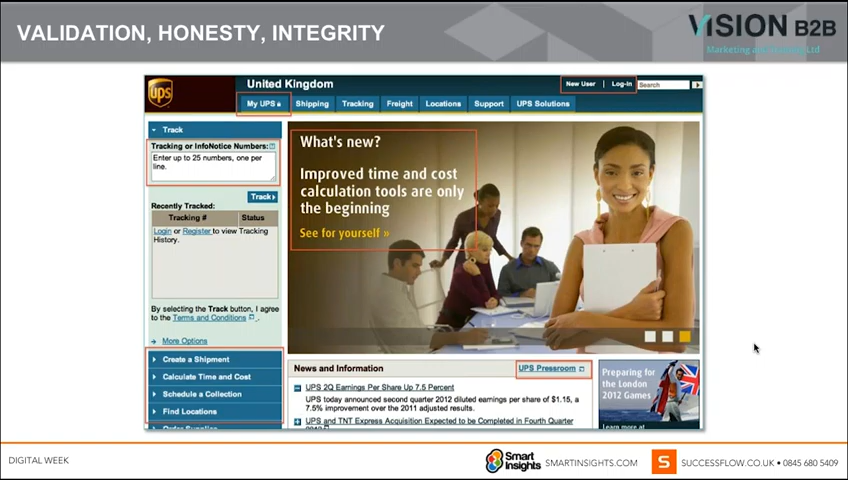 VALIDATION, HONESTY, INTEGRITY
VISION B2B
ups
United Kingdom
New User
Log-In
Search
My UPS
Shipping
Tracking
Freight
Locations
Support
UPS Solutions
Track
Tracking or InfoNotice Numbers:
Enter up to 25 numbers, one per
line.
Track
Recently Tracked:
Tracking # Status
Login or Register to view Tracking
History.
By selecting the Track button, I agree
to the Terms and Conditions
More Options
Create a Shipment
Calculate Time and Cost
Schedule a Collection
Find Locations
Order Supplies
What's new?
Improved time and cost
calculation tools are only
the beginning
See for yourself »
News and Information
UPS Pressroom
UPS 2Q Earnings Per Share Up 7.5 Percent
UPS today announced second quarter 2012 diluted earnings per share of $1.15, a
7.5% improvement over the 2011 adjusted results.
UPS and TNT Express Acquisition Expected to be Completed in Fourth Quarter
2012
Preparing for
the London
2012 Games
Learn more at
DIGITAL WEEK
Smart
Insights
SMARTINSIGHTS.COM
S
SUCCESSFLOW.CO.UK • 0845 680 5409